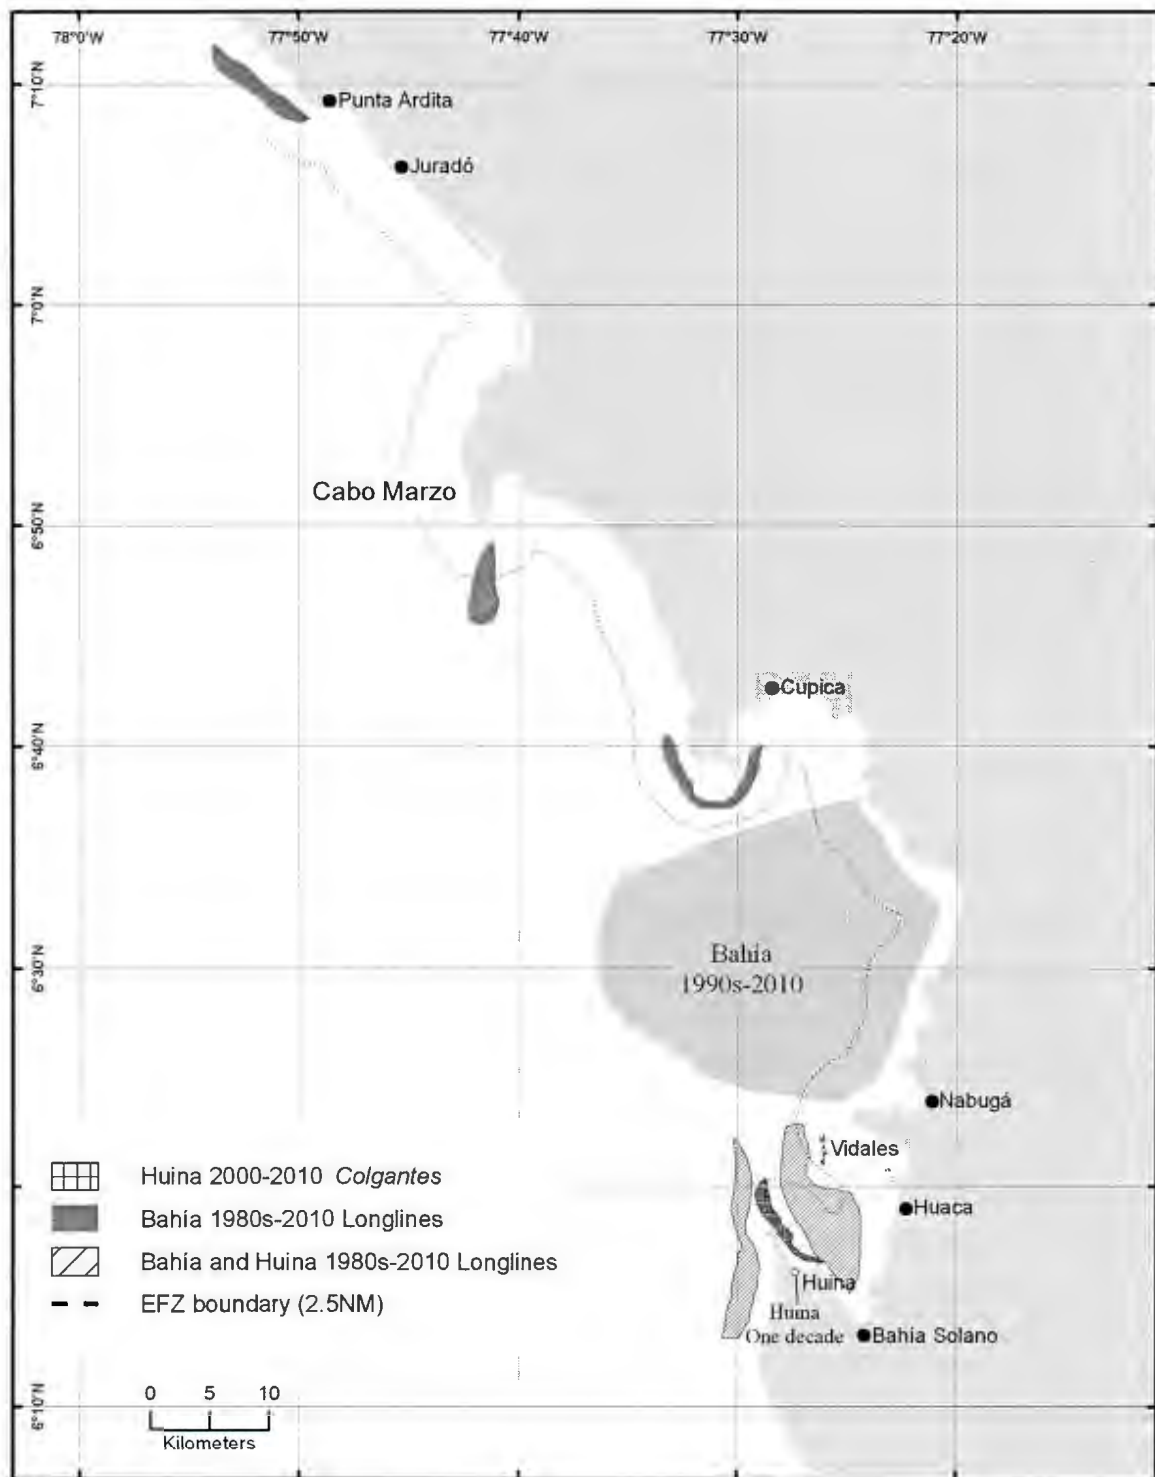 78°0'W 77°50'W 77°40'W 77°30'W 77°20'W
7°10'N
Punta Ardita
Juradó
7°0'N
Cabo Marzo
6°50'N
Cupica
6°40'N
Bahía
1990s-2010
6°30'N
Nabugá
Vidales
Huina 2000-2010 Colgantes
Huaca
Bahía 1980s-2010 Longlines
Bahía and Huina 1980s-2010 Longlines
Huina
EFZ boundary (2.5NM)
Huina
One decade
Bahía Solano
0 5 10
Kilometers
6°10'N